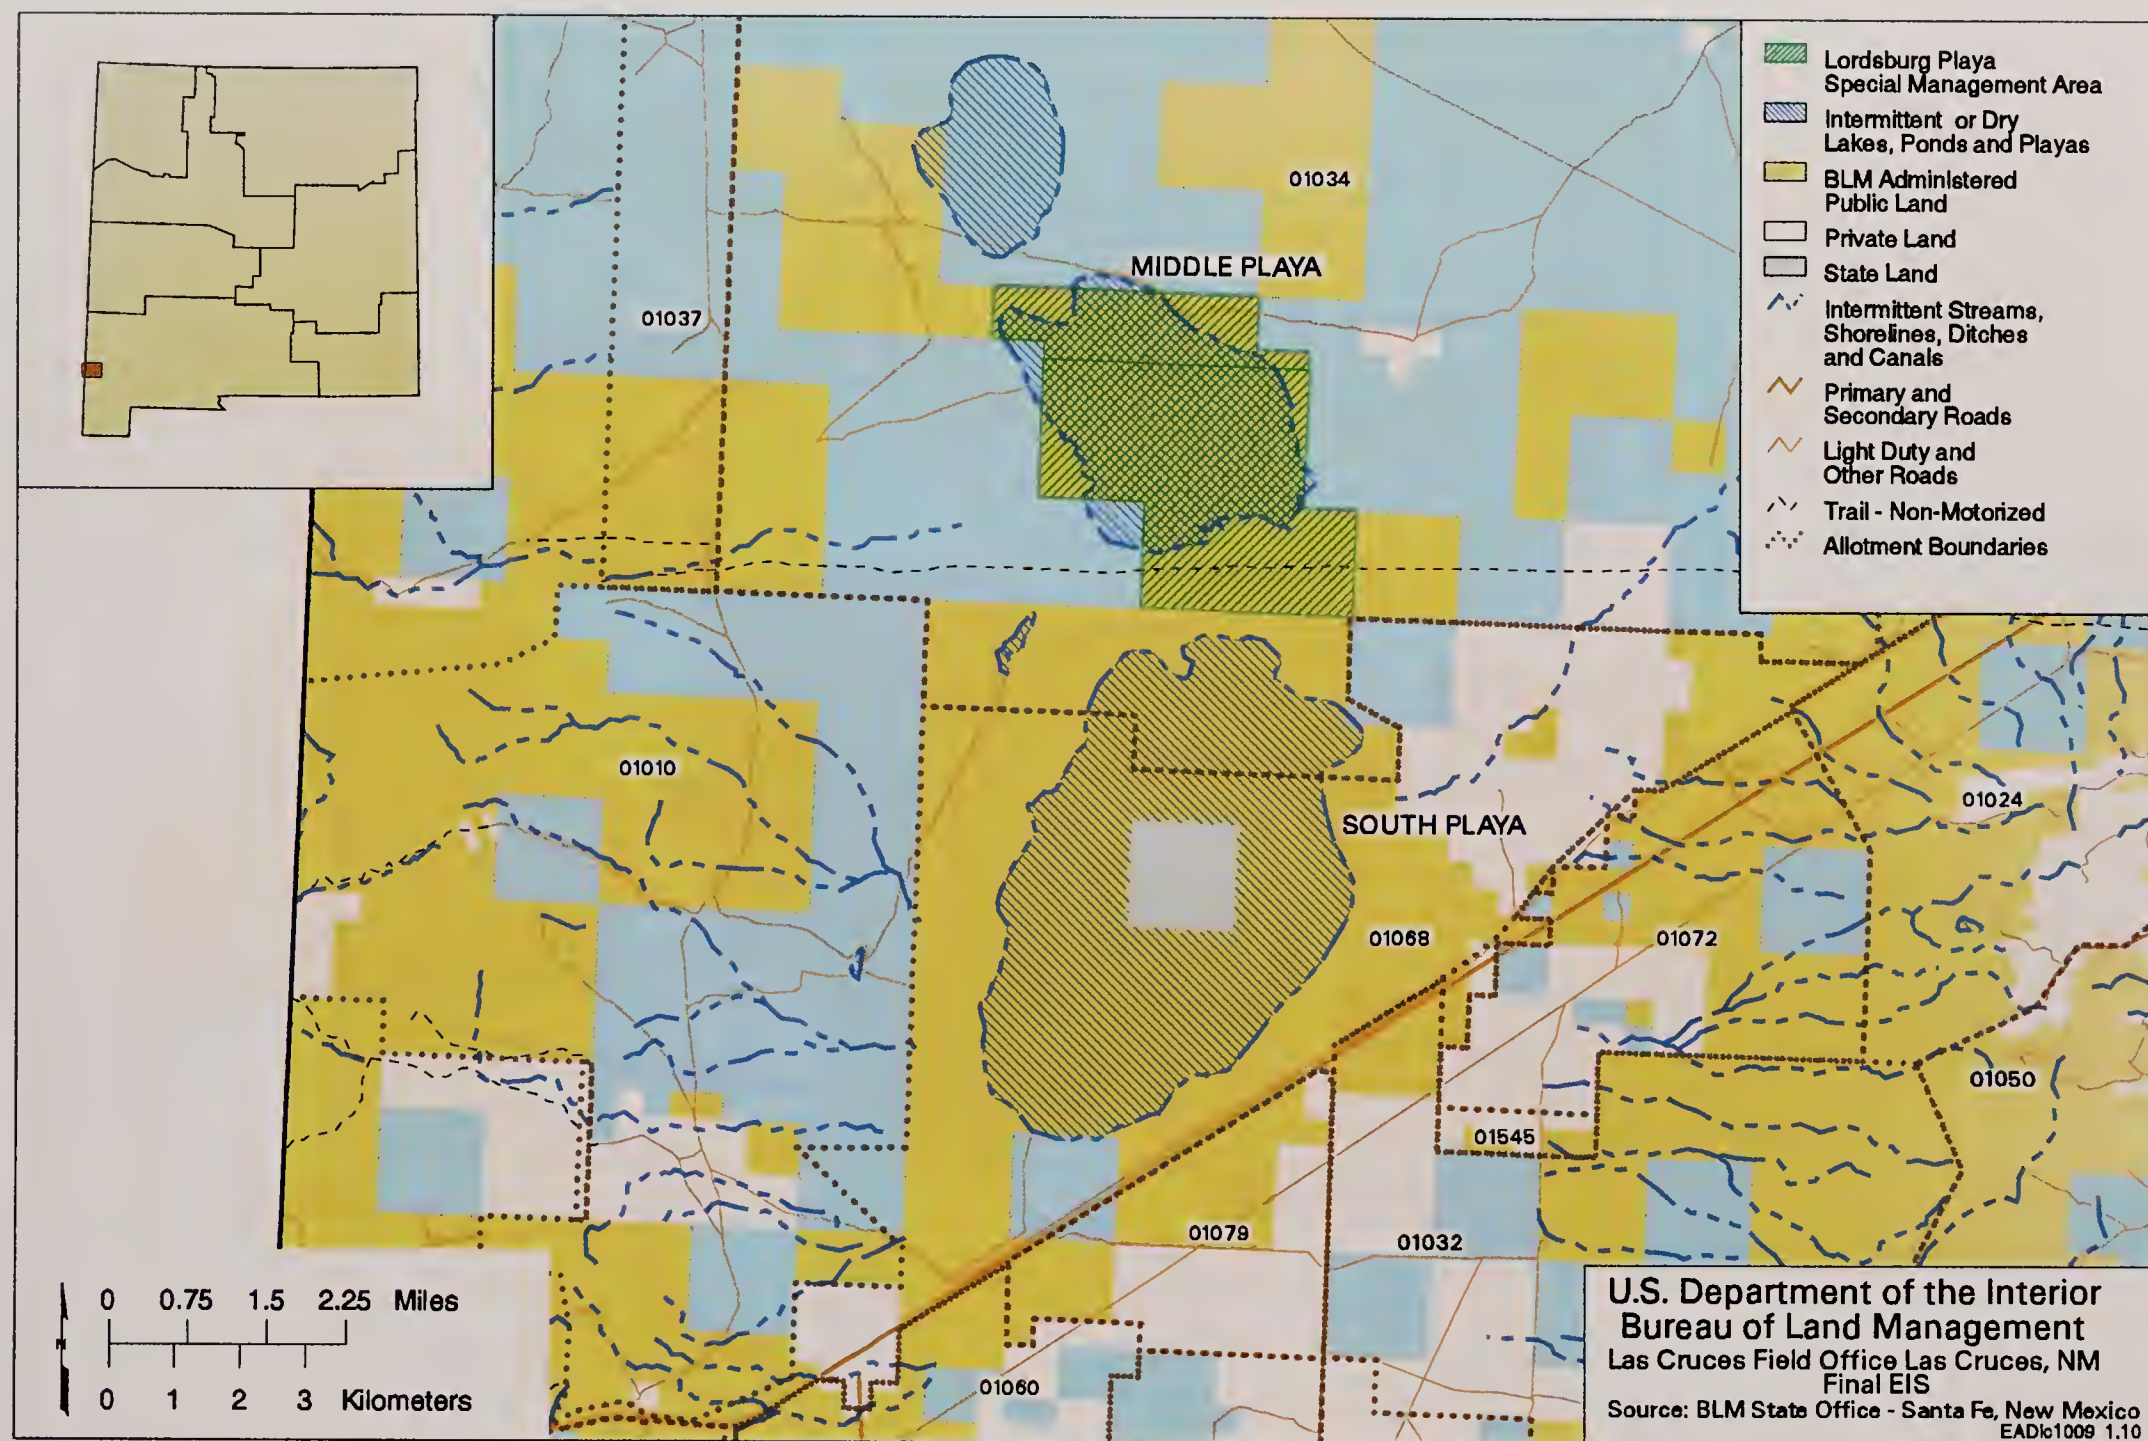 Lordsburg Playa
Special Management Area
Intermittent or Dry
Lakes, Ponds and Playas
BLM Administered
Public Land
Private Land
State Land
Intermittent Streams,
Shorelines, Ditches
and Canals
Primary and
Secondary Roads
Light Duty and
Other Roads
Trail - Non-Motorized
Allotment Boundaries
01034
MIDDLE PLAYA
01037
01010
01024
SOUTH PLAYA
01068
01072
01050
01545
01079
01032
01060
0 0.75 1.5 2.25 Miles
N
0 1 2 3 Kilometers
U.S. Department of the Interior
Bureau of Land Management
Las Cruces Field Office Las Cruces, NM
Final EIS
Source: BLM State Office - Santa Fe, New Mexico
EADlc1009 1.10